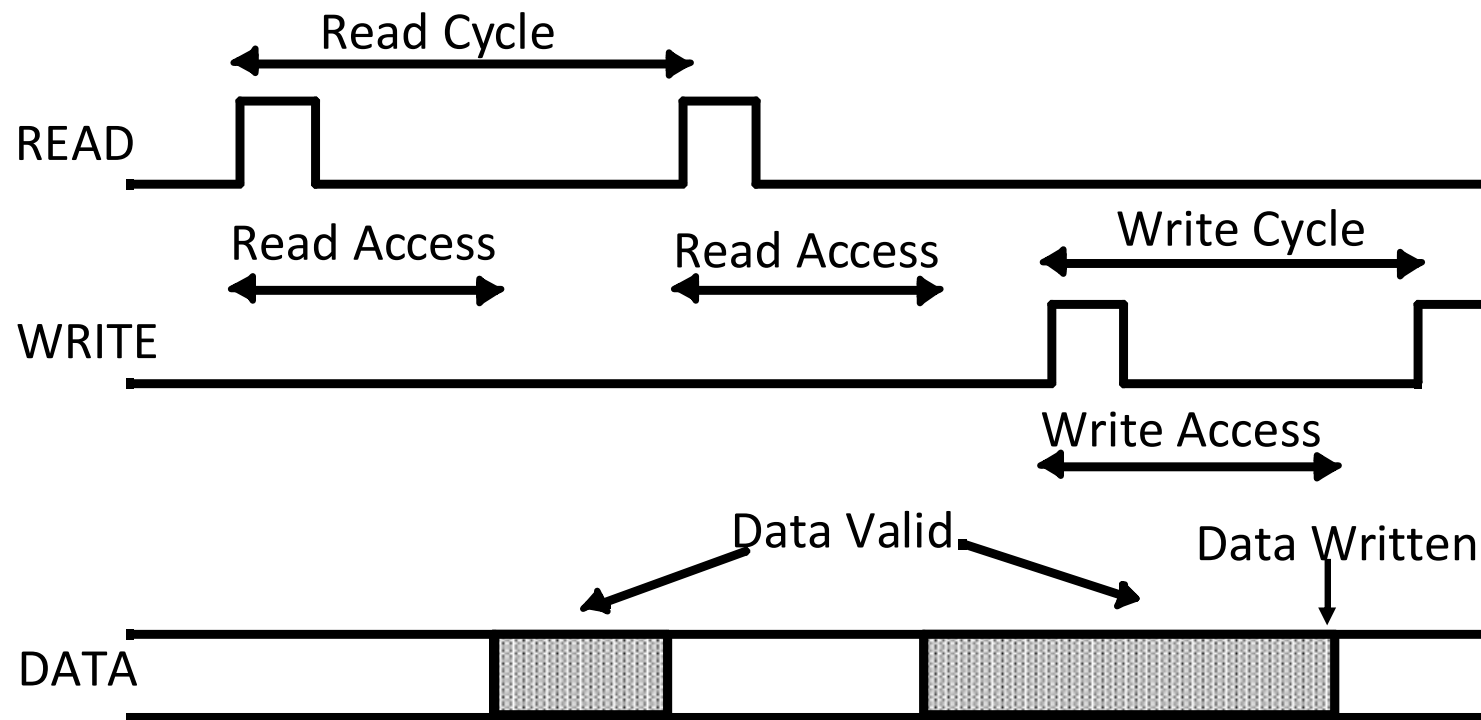 Read Cycle
READ
Read Access
Read Access
Write Cycle
WRITE
Write Access
Data Valid
Data Written
DATA